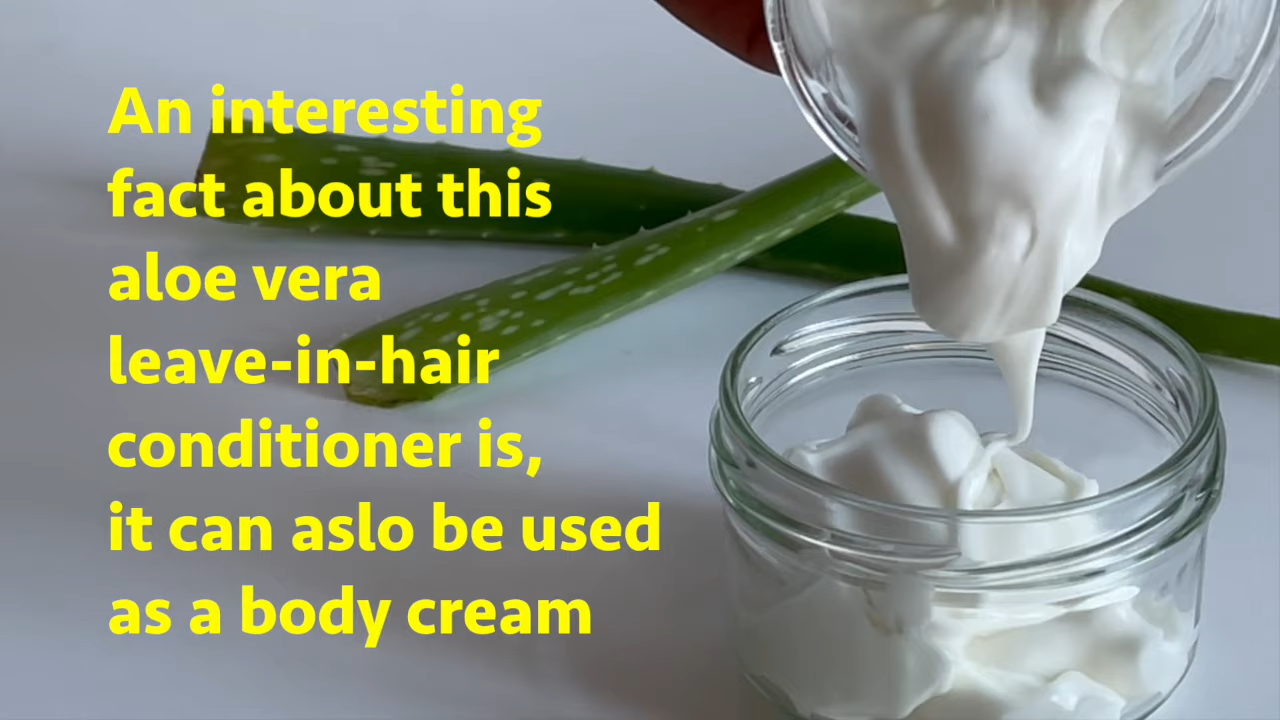 An interesting
fact about this
aloe vera
leave-in-hair
conditioner is,
it can aslo be used
as a body cream